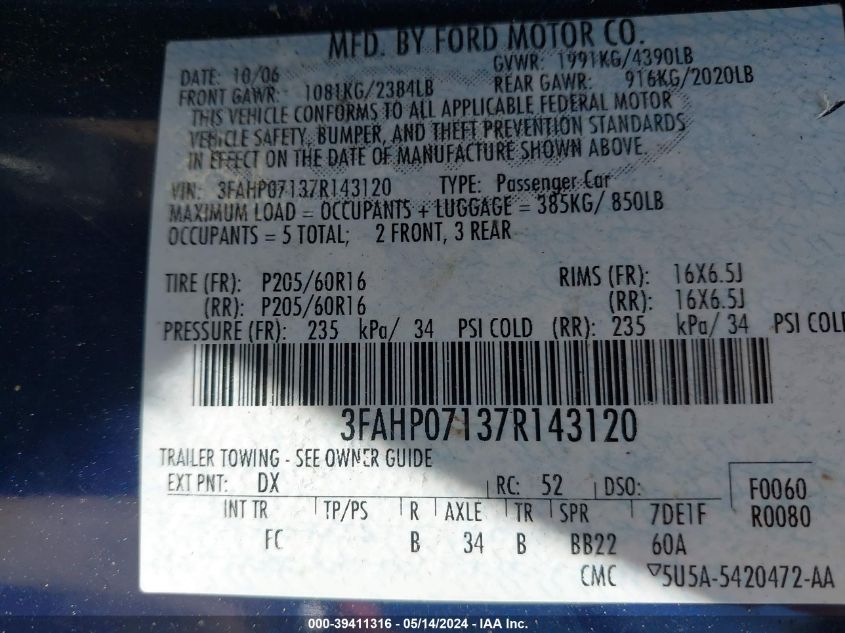 MFD. BY FORD MOTOR CO.
DATE: 10/06 GVWR: 1991KG/4390LB
FRONT GAWR: 1081KG/2384LB REAR GAWR: 916KG/2020LB
THIS VEHICLE CONFORMS TO ALL APPLICABLE FEDERAL MOTOR
VEHICLE SAFETY, BUMPER, AND THEFT PREVENTION STANDARDS
IN EFFECT ON THE DATE OF MANUFACTURE SHOWN ABOVE.
VIN: 3FAHP07137R143120 TYPE: Passenger Car
MAXIMUM LOAD = OCCUPANTS + LUGGAGE = 385KG/ 850LB
OCCUPANTS = 5 TOTAL; 2 FRONT, 3 REAR
TIRE (FR): P205/60R16 RIMS (FR): 16X6.5J
(RR): P205/60R16 (RR): 16X6.5J
PRESSURE (FR): 235 kPa/ 34 PSI COLD (RR): 235 kPa/ 34 PSI COLD
3FAHP07137R143120
TRAILER TOWING - SEE OWNER GUIDE
EXT PNT: DX RC: 52 DSO: F0060
INT TR TP/PS R AXLE TR SPR 7DE1F R0080
FC B 34 B BB22 60A
CMC 5U5A-5420472-AA
000-39411316 - 05/14/2024 - IAA Inc.